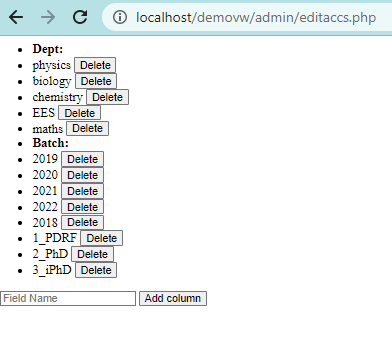 localhost/demovw/admin/editaccs.php
Dept:
physics Delete
biology Delete
chemistry Delete
EES Delete
maths Delete
Batch:
2019 Delete
2020 Delete
2021 Delete
2022 Delete
2018 Delete
1_PDRF Delete
2_PhD Delete
3_iPhD Delete
Field Name Add column